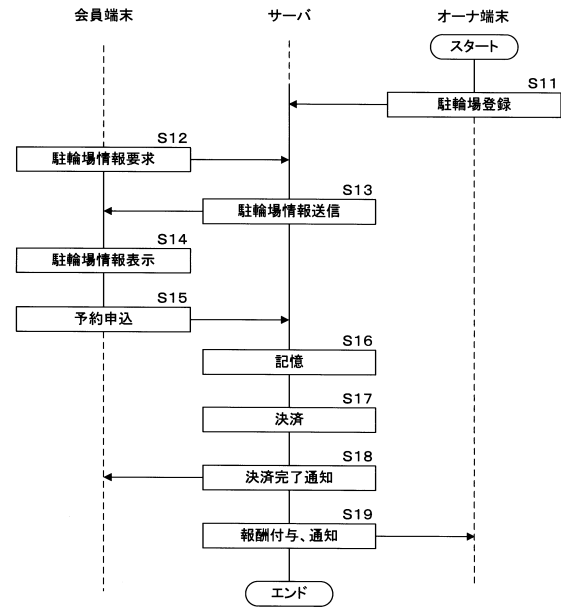 会員端末
サーバ
オーナ端末
スタート
S11
駐輪場登録
S12
駐輪場情報要求
S13
駐輪場情報送信
S14
駐輪場情報表示
S15
予約申込
S16
記憶
S17
決済
S18
決済完了通知
S19
報酬付与、通知
エンド